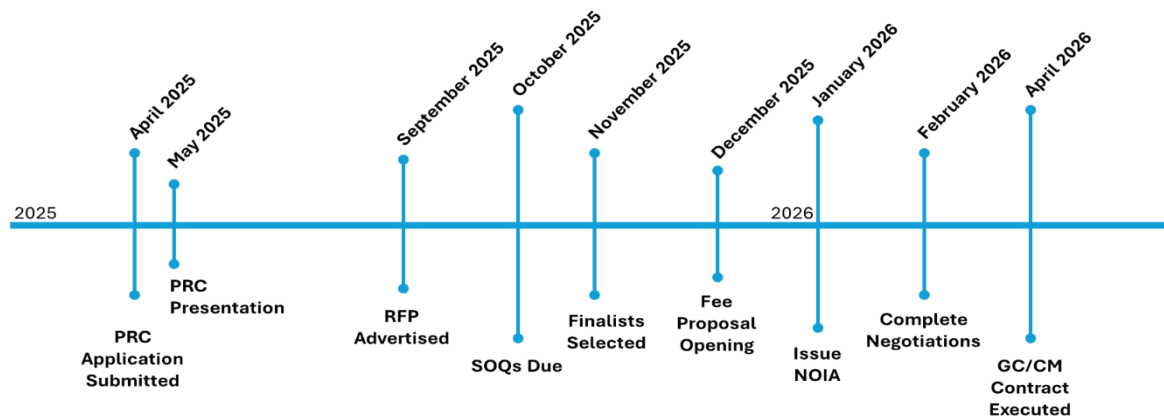 April 2025
May 2025
September 2025
October 2025
November 2025
December 2025
January 2026
February 2026
April 2026
2025
2026
PRC
Application
Submitted
PRC
Presentation
RFP
Advertised
SOQs Due
Finalists
Selected
Fee
Proposal
Opening
Issue
NOIA
Complete
Negotiations
GC/CM
Contract
Executed